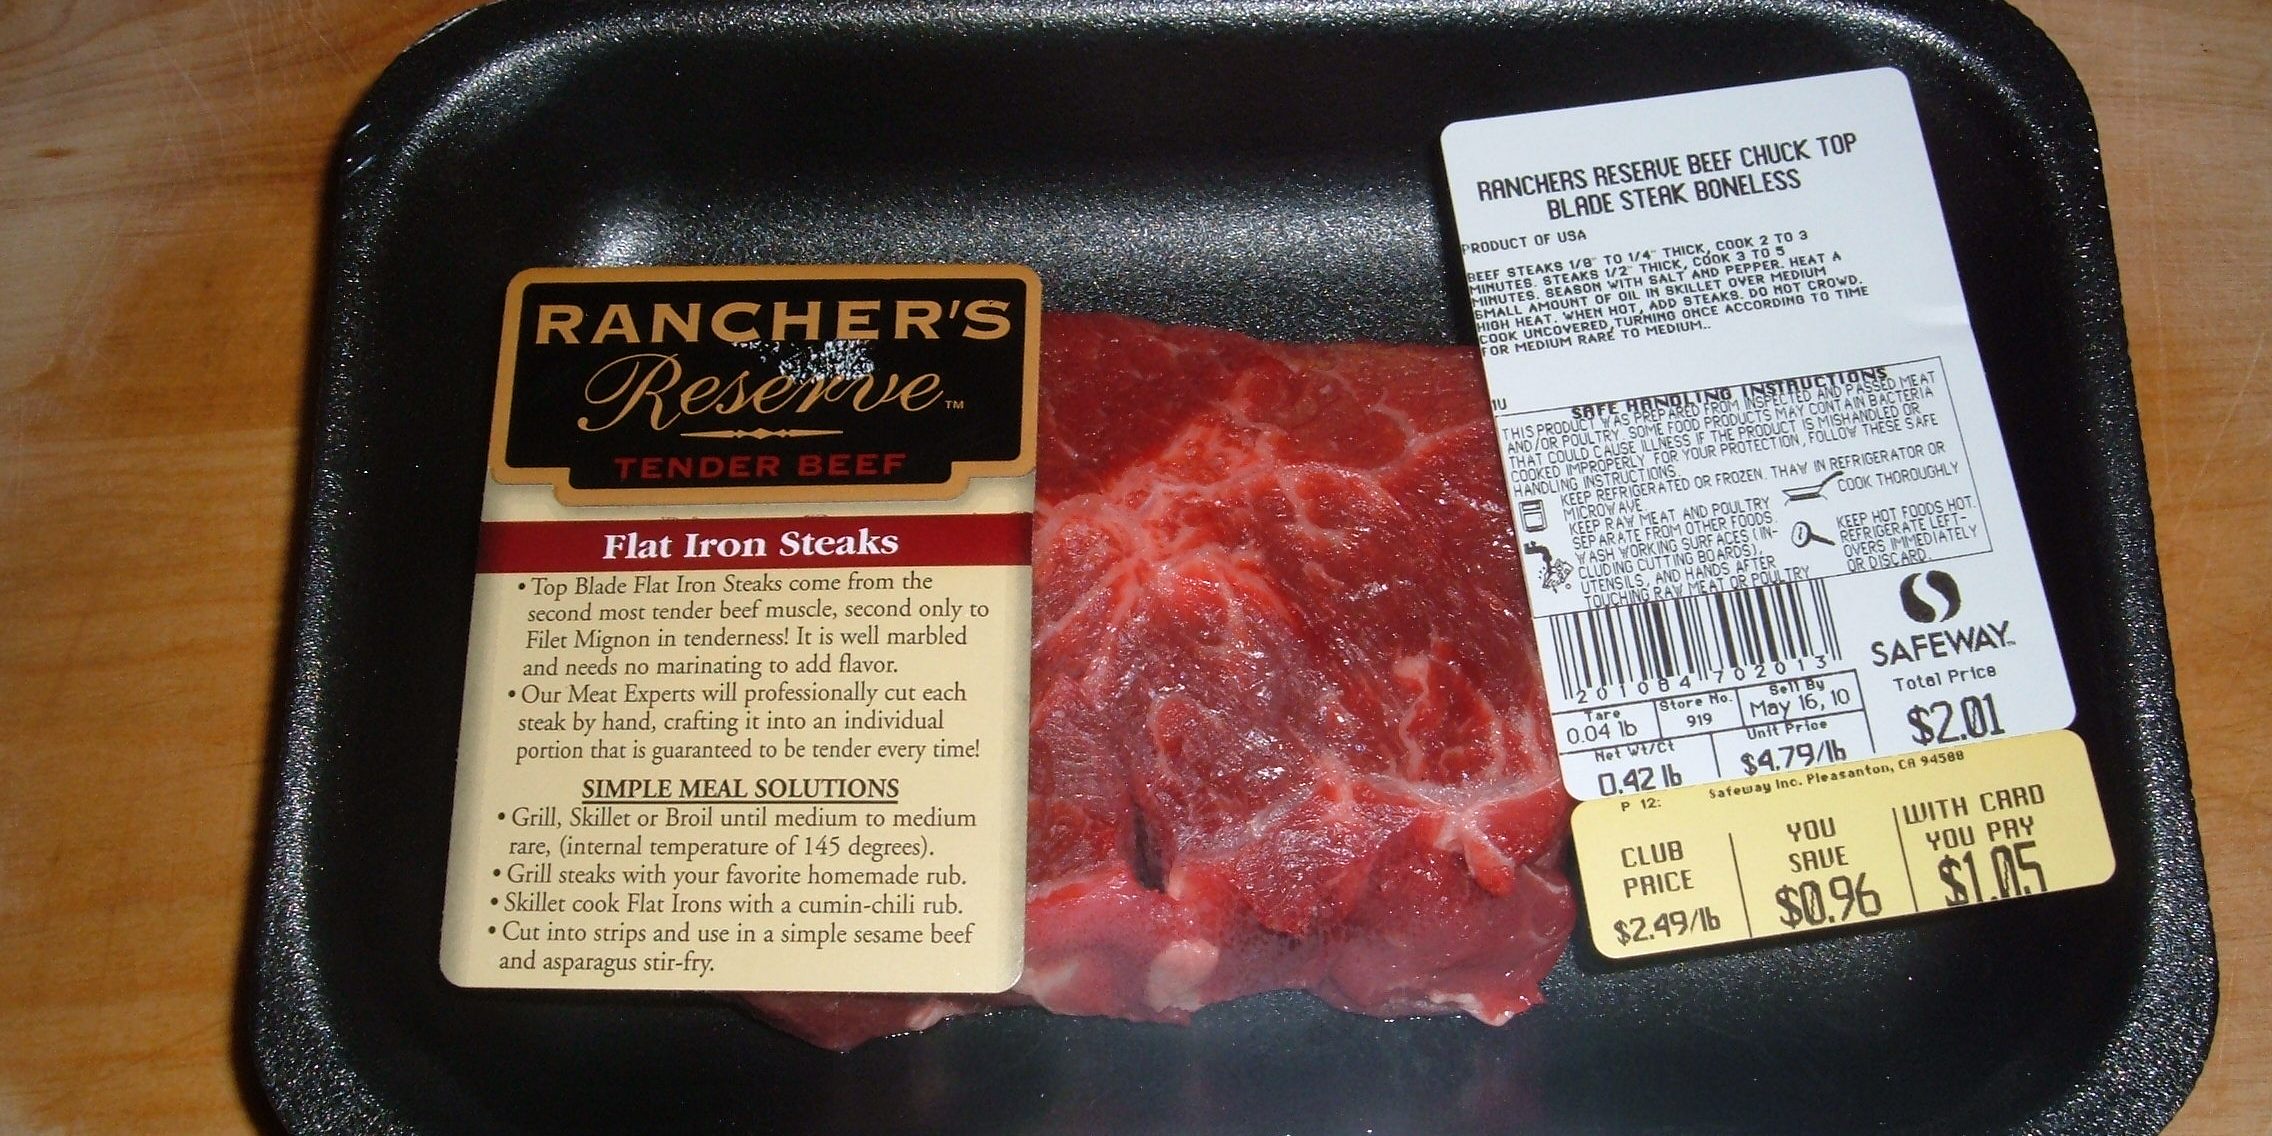 RANCHER'S
Reserve™
TENDER BEEF
Flat Iron Steaks
• Top Blade Flat Iron Steaks come from the
second most tender beef muscle, second only to
Filet Mignon in tenderness! It is well marbled
and needs no marinating to add flavor.
• Our Meat Experts will professionally cut each
steak by hand, crafting it into an individual
portion that is guaranteed to be tender every time!
SIMPLE MEAL SOLUTIONS
• Grill, Skillet or Broil until medium to medium
rare, (internal temperature of 145 degrees).
• Grill steaks with your favorite homemade rub.
• Skillet cook Flat Irons with a cumin-chili rub.
• Cut into strips and use in a simple sesame beef
and asparagus stir-fry.
RANCHERS RESERVE BEEF CHUCK TOP
BLADE STEAK BONELESS
PRODUCT OF USA
BEEF STEAKS 1/8" TO 1/4" THICK, COOK 2 TO 3
MINUTES. STEAKS 1/2" THICK, COOK 3 TO 5
MINUTES. SEASON WITH SALT AND PEPPER. HEAT A
SMALL AMOUNT OF OIL IN SKILLET OVER MEDIUM
HIGH HEAT. WHEN HOT, ADD STEAKS. DO NOT CROWD.
COOK UNCOVERED, TURNING ONCE ACCORDING TO TIME
FOR MEDIUM RARE TO MEDIUM..
1U
SAFE HANDLING INSTRUCTIONS
THIS PRODUCT WAS PREPARED FROM INSPECTED AND PASSED MEAT
AND/OR POULTRY. SOME FOOD PRODUCTS MAY CONTAIN BACTERIA
THAT COULD CAUSE ILLNESS IF THE PRODUCT IS MISHANDLED OR
COOKED IMPROPERLY. FOR YOUR PROTECTION, FOLLOW THESE SAFE
HANDLING INSTRUCTIONS.
KEEP REFRIGERATED OR FROZEN. THAW IN REFRIGERATOR OR
MICROWAVE.
KEEP RAW MEAT AND POULTRY
SEPARATE FROM OTHER FOODS.
WASH WORKING SURFACES (IN-
CLUDING CUTTING BOARDS),
UTENSILS, AND HANDS AFTER
TOUCHING RAW MEAT OR POULTRY
COOK THOROUGHLY
KEEP HOT FOODS HOT.
REFRIGERATE LEFT-
OVERS IMMEDIATELY
OR DISCARD.
2 01084 70201 3
SAFEWAY™
Tare
0.04 lb
Store No.
919
Sell By
May 16, 10
Total Price
$2.01
Net Wt/Ct
0.42 lb
Unit Price
$4.79/lb
P 12:
Safeway Inc. Pleasanton, CA 94588
CLUB
PRICE
$2.49/lb
YOU
SAVE
$0.96
WITH CARD
YOU PAY
$1.05